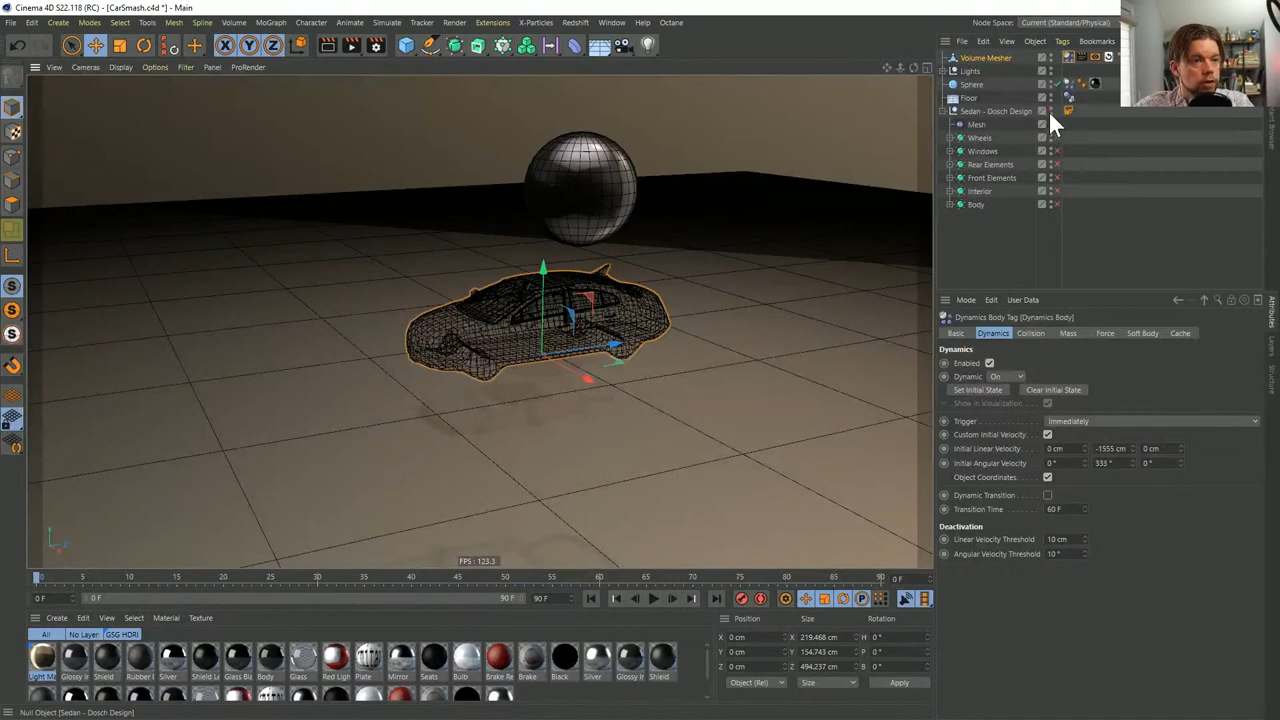 Cinema 4D S22.118 (RC) - [CarSmash.c4d *] - Main
File Edit Create Modes Select Tools Mesh Spline Volume MoGraph Character Animate Simulate Tracker Render Extensions X-Particles Redshift Window Help Octane
Node Space: Current (Standard/Physical)
View Cameras Display Options Filter Panel ProRender
File Edit View Object Tags Bookmarks
Volume Mesher
Lights
Sphere
Floor
Sedan - Dosch Design
Mesh
Wheels
Windows
Rear Elements
Front Elements
Interior
Body
Mode Edit User Data
Dynamics Body Tag [Dynamics Body]
Basic Dynamics Collision Mass Force Soft Body Cache
Dynamics
Enabled
Dynamic On
Set Initial State Clear Initial State
Show in Visualization
Trigger Immediately
Custom Initial Velocity
Initial Linear Velocity 0 cm -1555 cm 0 cm
Initial Angular Velocity 0 ° 333 ° 0 °
Object Coordinates
Dynamic Transition
Transition Time 60 F
Deactivation
Linear Velocity Threshold 10 cm
Angular Velocity Threshold 10 °
Attributes
Layers
Structure
FPS : 123.3
0 5 10 15 20 25 30 35 40 45 50 55 60 65 70 75 80 85 90 0 F
0 F 0 F 90 F 90 F
Create Edit View Select Material Texture
All No Layer GSG HDRI
Light Ma Glossy Ir Shield Rubber I Silver Shield Le Glass Bla Body Glass Red Ligh Plate Mirror Seats Bulb Brake Re Brake Black Silver Glossy Ir Shield
Position Size Rotation
X 0 cm X 219.468 cm H 0 °
Y 0 cm Y 154.743 cm P 0 °
Z 0 cm Z 494.237 cm B 0 °
Object (Rel) Size Apply
Null Object [Sedan - Dosch Design]